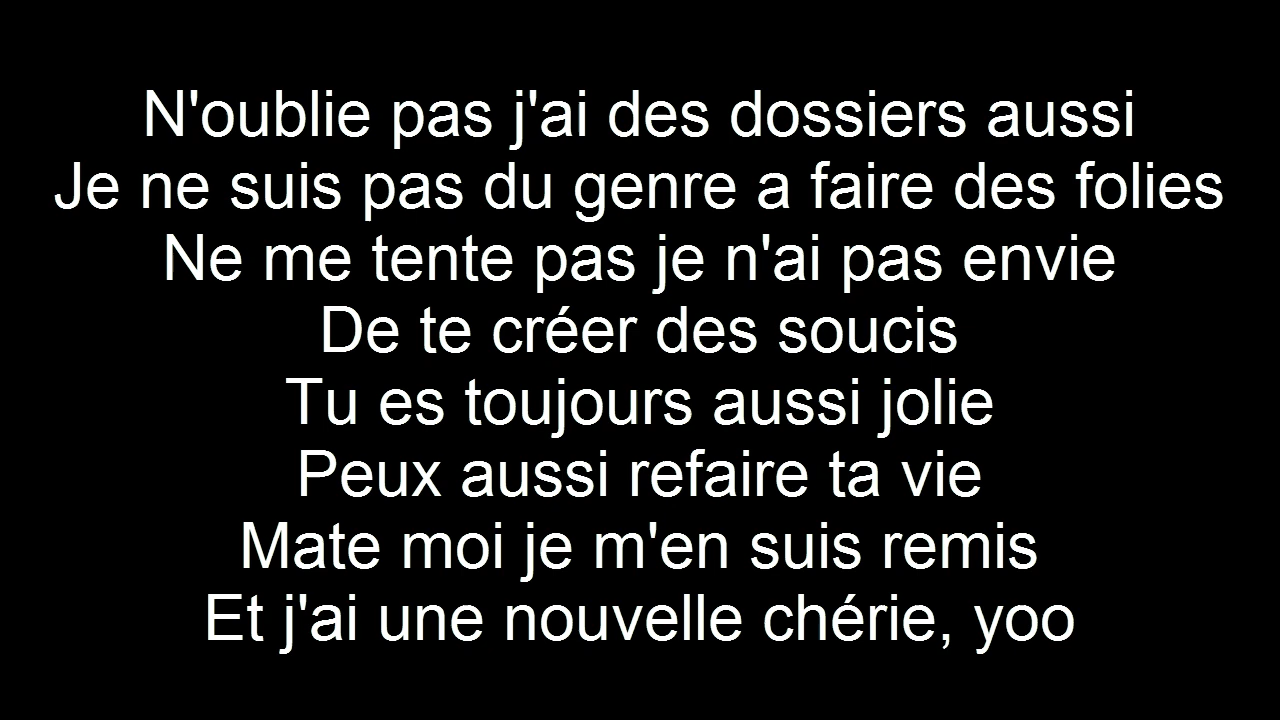 N'oublie pas j'ai des dossiers aussi
Je ne suis pas du genre a faire des folies
Ne me tente pas je n'ai pas envie
De te créer des soucis
Tu es toujours aussi jolie
Peux aussi refaire ta vie
Mate moi je m'en suis remis
Et j'ai une nouvelle chérie, yoo